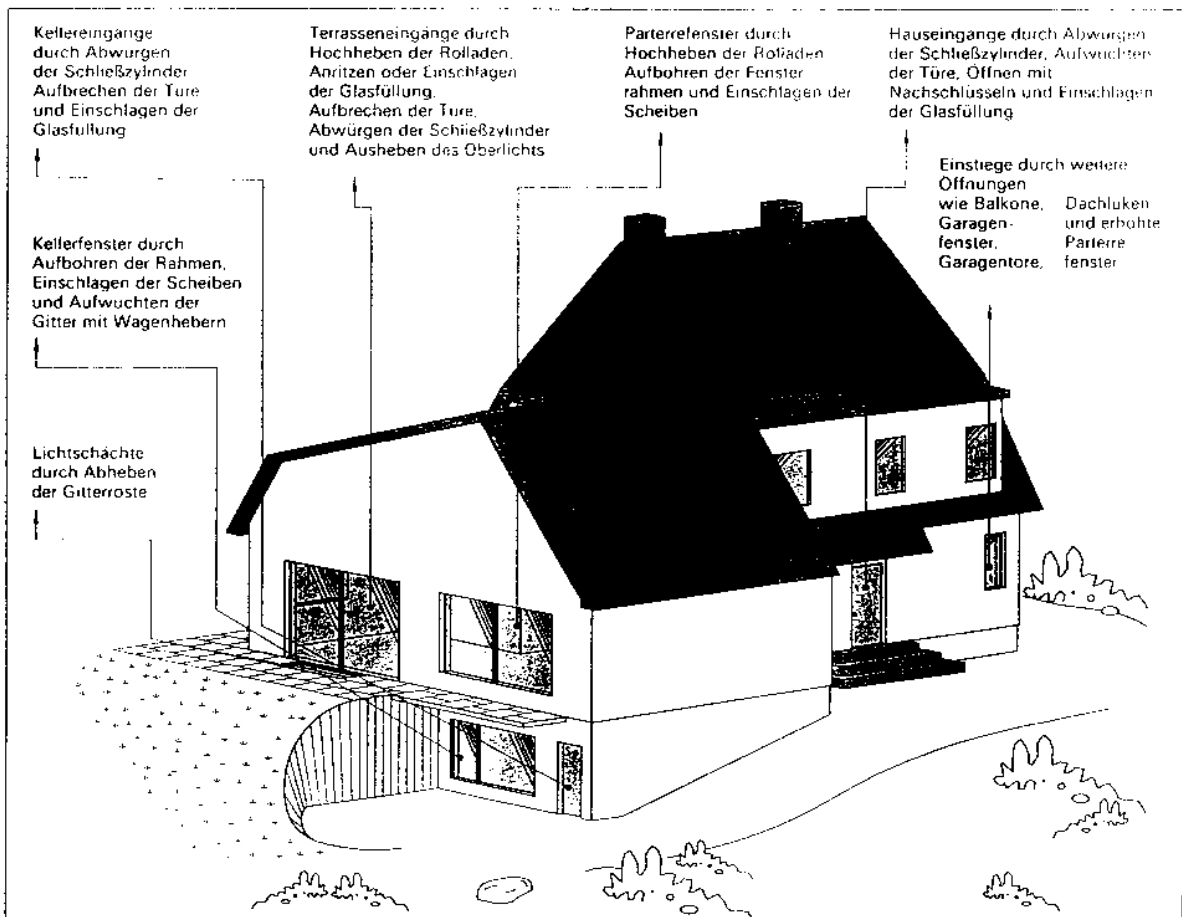 Kellereingänge
durch Abwürgen
der Schließzylinder
Aufbrechen der Türe
und Einschlagen der
Glasfüllung
Terrasseneingänge durch
Hochheben der Rolladen,
Anritzen oder Einschlagen
der Glasfüllung,
Aufbrechen der Türe,
Abwürgen der Schließzylinder
und Ausheben des Oberlichts
Parterrefenster durch
Hochheben der Rolladen
Aufbohren der Fenster
rahmen und Einschlagen der
Scheiben
Hauseingänge durch Abwürgen
der Schließzylinder, Aufwuchten
der Türe, Öffnen mit
Nachschlüsseln und Einschlagen
der Glasfüllung
Einstiege durch weitere
Öffnungen
wie Balkone, Dachluken
Garagen- und erhöhte
fenster, Parterre
Garagentore, fenster
Kellerfenster durch
Aufbohren der Rahmen,
Einschlagen der Scheiben
und Aufwuchten der
Gitter mit Wagenhebern
Lichtschächte
durch Abheben
der Gitterroste